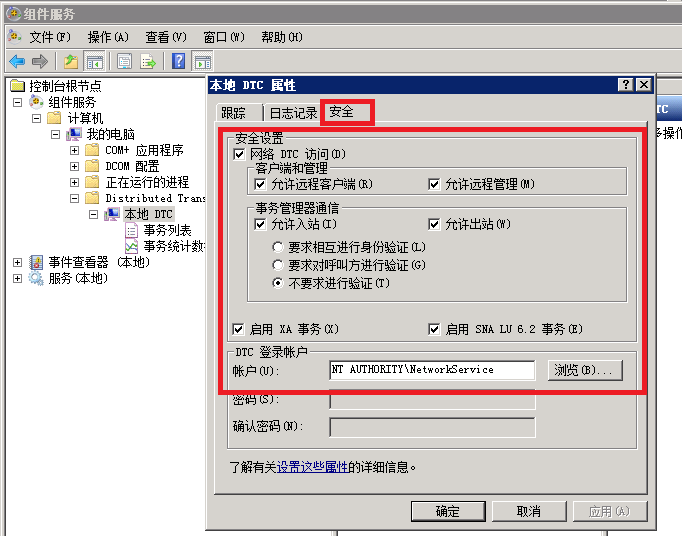 组件服务
文件(F) 操作(A) 查看(V) 窗口(W) 帮助(H)
控制台根节点
组件服务
计算机
我的电脑
COM+ 应用程序
DCOM 配置
正在运行的进程
Distributed Trans
本地 DTC
事务列表
事务统计数
事件查看器 (本地)
服务(本地)
本地 DTC 属性
跟踪 日志记录 安全
安全设置
网络 DTC 访问(D)
客户端和管理
允许远程客户端(R) 允许远程管理(M)
事务管理器通信
允许入站(I) 允许出站(W)
要求相互进行身份验证(L)
要求对呼叫方进行验证(G)
不要求进行验证(T)
启用 XA 事务(X) 启用 SNA LU 6.2 事务(E)
DTC 登录帐户
帐户(U): NT AUTHORITY\NetworkService 浏览(B)...
密码(S):
确认密码(N):
了解有关设置这些属性的详细信息。
确定 取消 应用(A)
TC
多操作